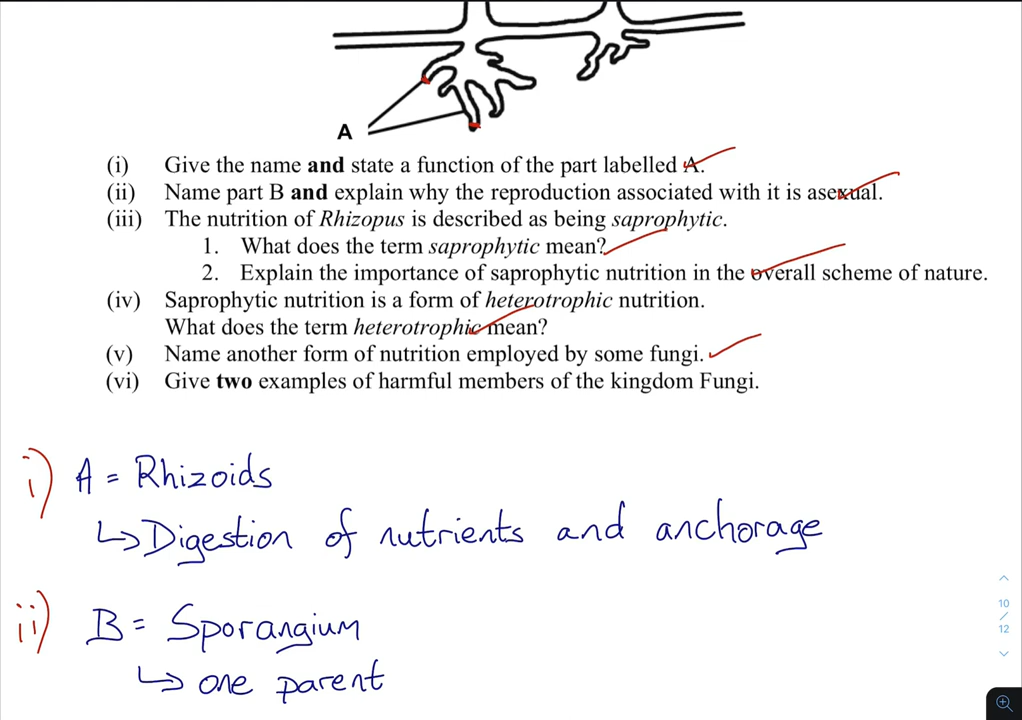 A
(i) Give the name and state a function of the part labelled A.
(ii) Name part B and explain why the reproduction associated with it is asexual.
(iii) The nutrition of Rhizopus is described as being saprophytic.
1. What does the term saprophytic mean?
2. Explain the importance of saprophytic nutrition in the overall scheme of nature.
(iv) Saprophytic nutrition is a form of heterotrophic nutrition.
What does the term heterotrophic mean?
(v) Name another form of nutrition employed by some fungi.
(vi) Give two examples of harmful members of the kingdom Fungi.
i) A = Rhizoids
↳ Digestion of nutrients and anchorage
ii) B = Sporangium
↳ one parent
10
/
12